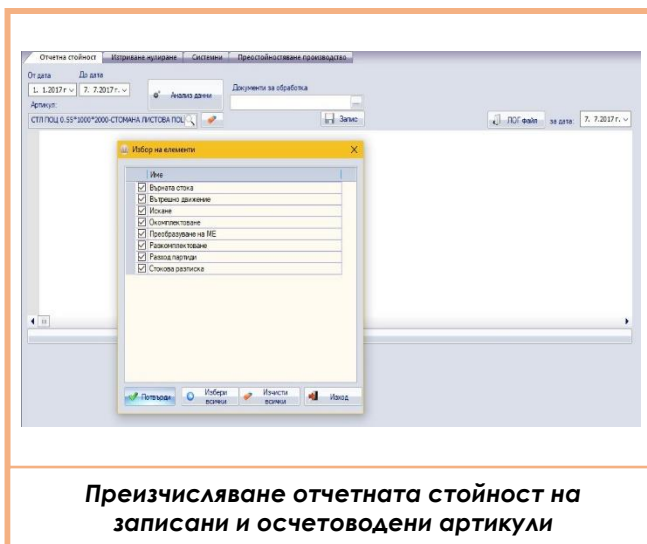 Отчетна стойност Изтриване нулиране Системни Преостойностяване производство
От дата До дата
1. 1.2017 г 7. 7.2017 г. Анализ данни Документи за обработка
Артикул:
СТЛ ПОЦ 0.55*1000*2000-СТОМАНА ЛИСТОВА ПОЦ Запис ЛОГ файл за дата: 7. 7.2017 г.
Избор на елементи
Име
Върната стока
Вътрешно движение
Искане
Окомплектоване
Преобразуване на МЕ
Разкомплектоване
Разход партиди
Стокова разписка
Потвърди Избери всички Изчисти всички Изход
Преизчисляване отчетната стойност на
записани и осчетоводени артикули